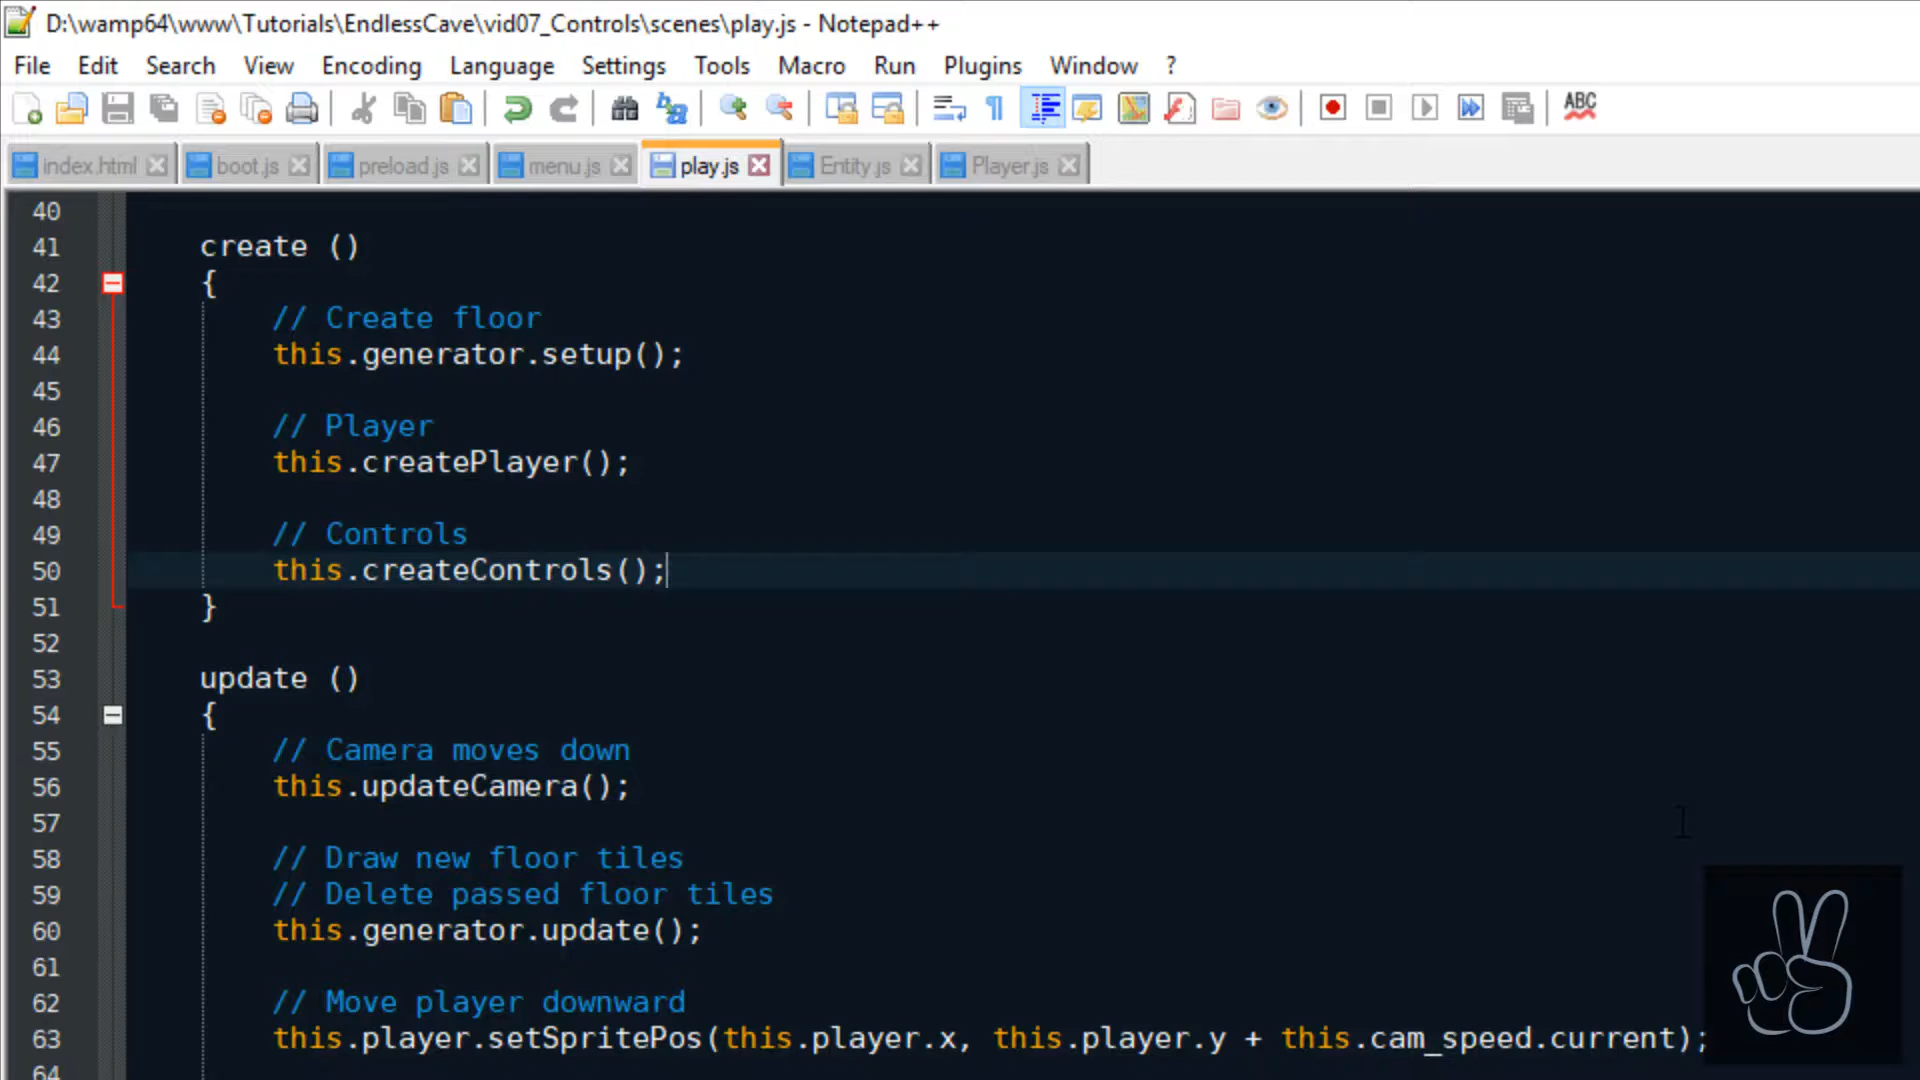 D:\wamp64\www\Tutorials\EndlessCave\vid07_Controls\scenes\play.js - Notepad++
File Edit Search View Encoding Language Settings Tools Macro Run Plugins Window ?
ABC
index.html boot.js preload.js menu.js play.js Entity.js Player.js
40
41 create ()
42 {
43 // Create floor
44 this.generator.setup();
45
46 // Player
47 this.createPlayer();
48
49 // Controls
50 this.createControls();
51 }
52
53 update ()
54 {
55 // Camera moves down
56 this.updateCamera();
57
58 // Draw new floor tiles
59 // Delete passed floor tiles
60 this.generator.update();
61
62 // Move player downward
63 this.player.setSpritePos(this.player.x, this.player.y + this.cam_speed.current);
64